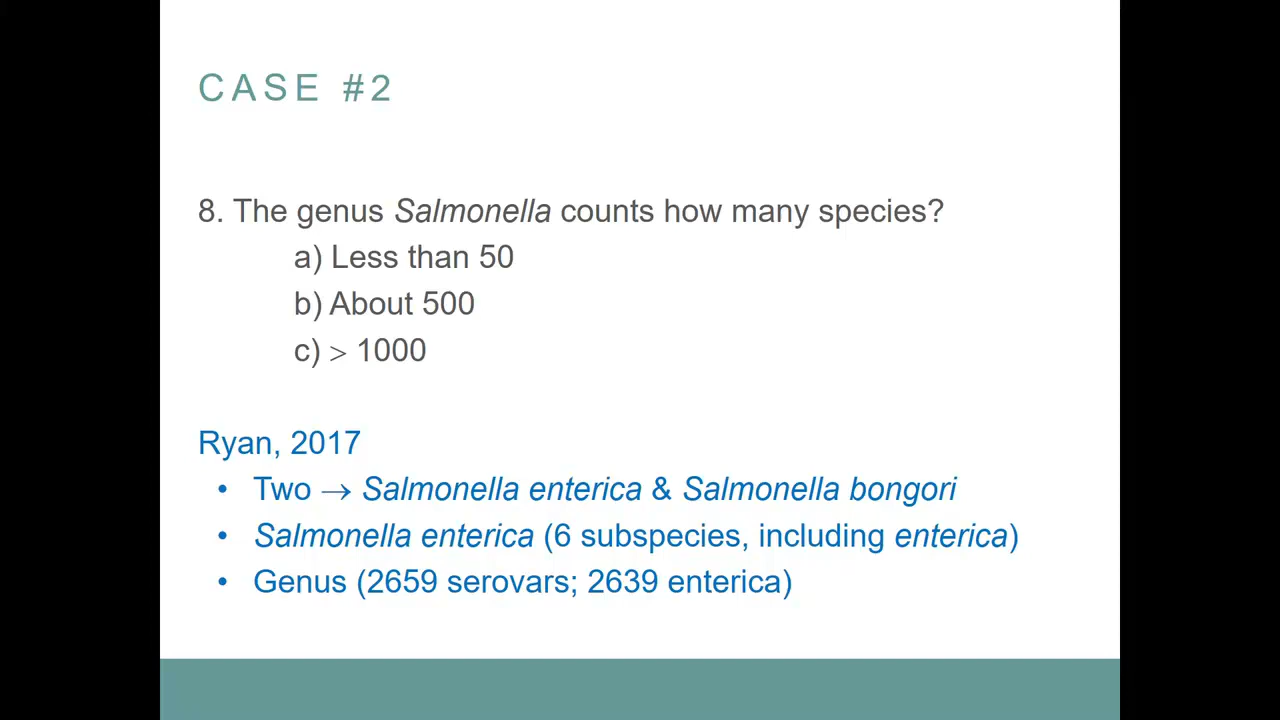 CASE #2
8. The genus Salmonella counts how many species?
a) Less than 50
b) About 500
c) > 1000
Ryan, 2017
• Two → Salmonella enterica & Salmonella bongori
• Salmonella enterica (6 subspecies, including enterica)
• Genus (2659 serovars; 2639 enterica)